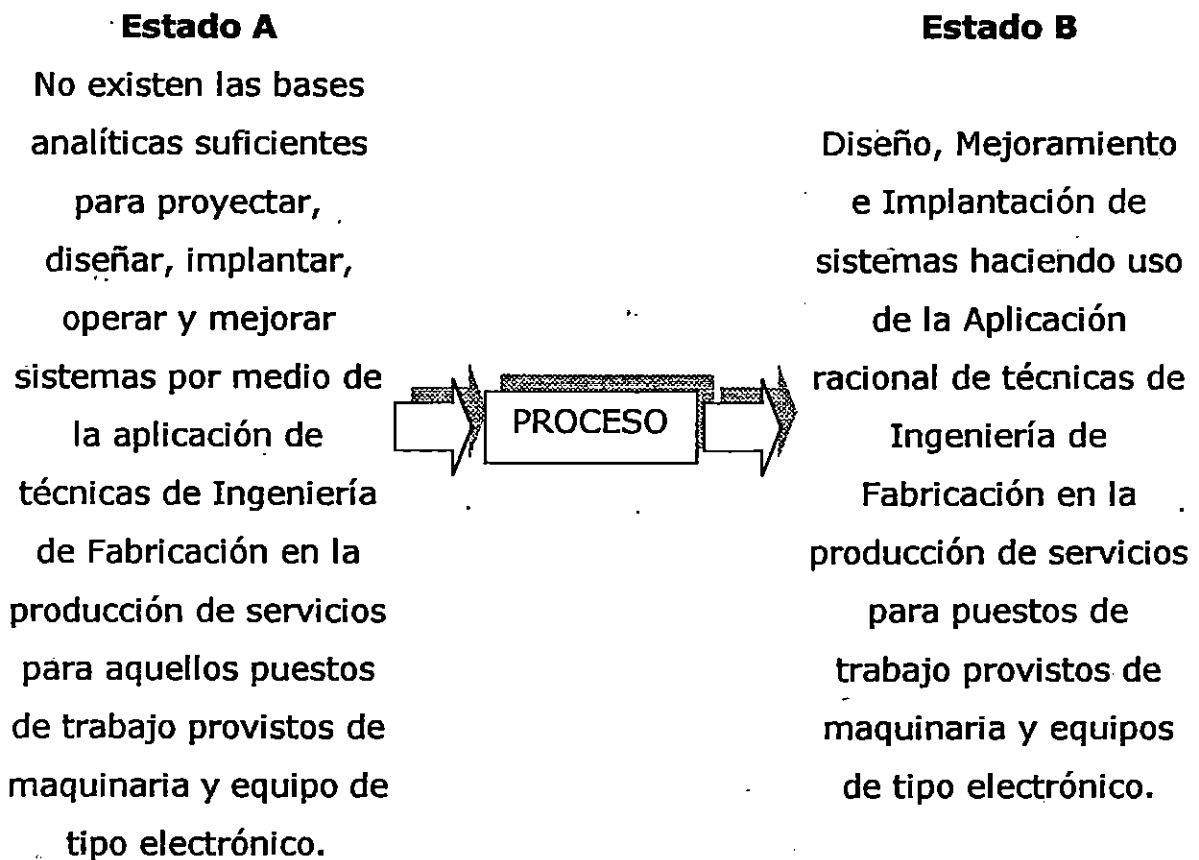 Estado A
No existen las bases
analíticas suficientes
para proyectar,
diseñar, implantar,
operar y mejorar
sistemas por medio de
la aplicación de
técnicas de Ingeniería
de Fabricación en la
producción de servicios
para aquellos puestos
de trabajo provistos de
maquinaria y equipo de
tipo electrónico.
PROCESO
Estado B
Diseño, Mejoramiento
e Implantación de
sistemas haciendo uso
de la Aplicación
racional de técnicas de
Ingeniería de
Fabricación en la
producción de servicios
para puestos de
trabajo provistos de
maquinaria y equipos
de tipo electrónico.